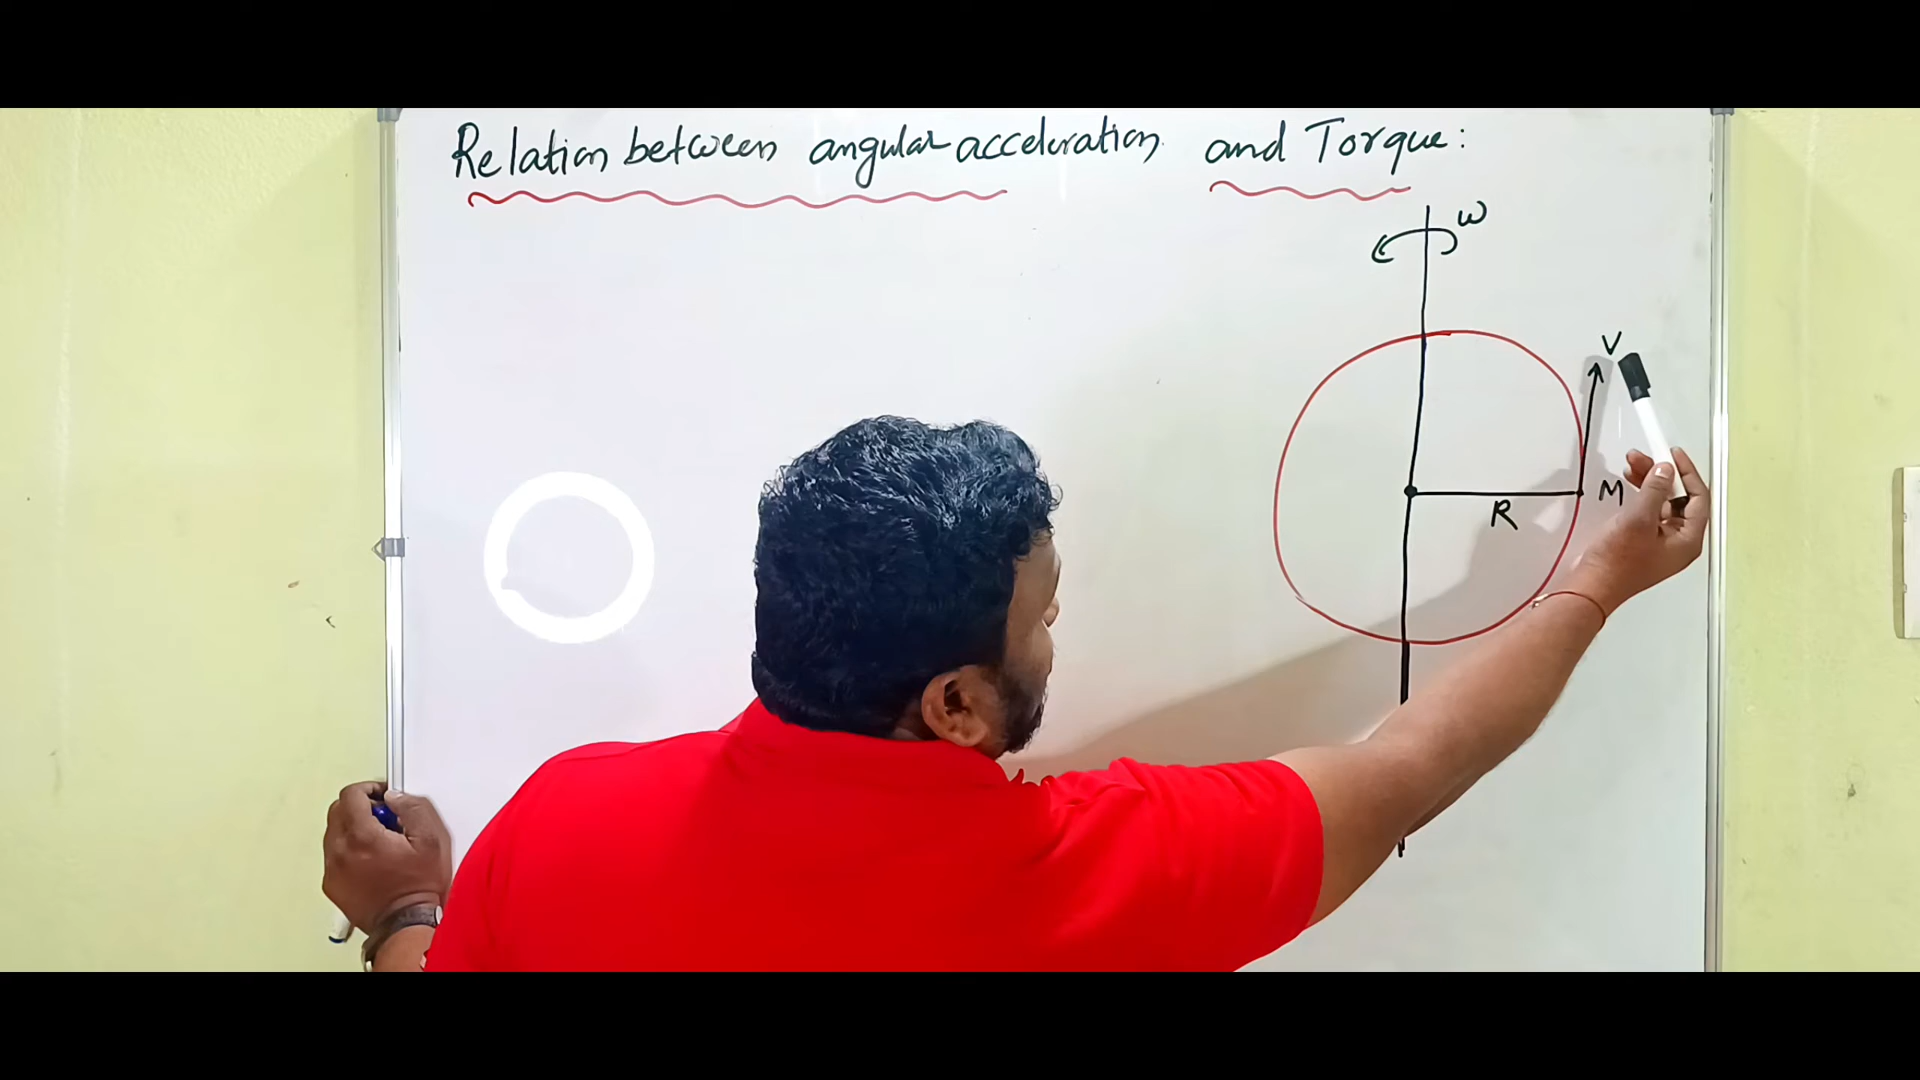 Relation between angular acceleration and Torque:
ω
V
M
R